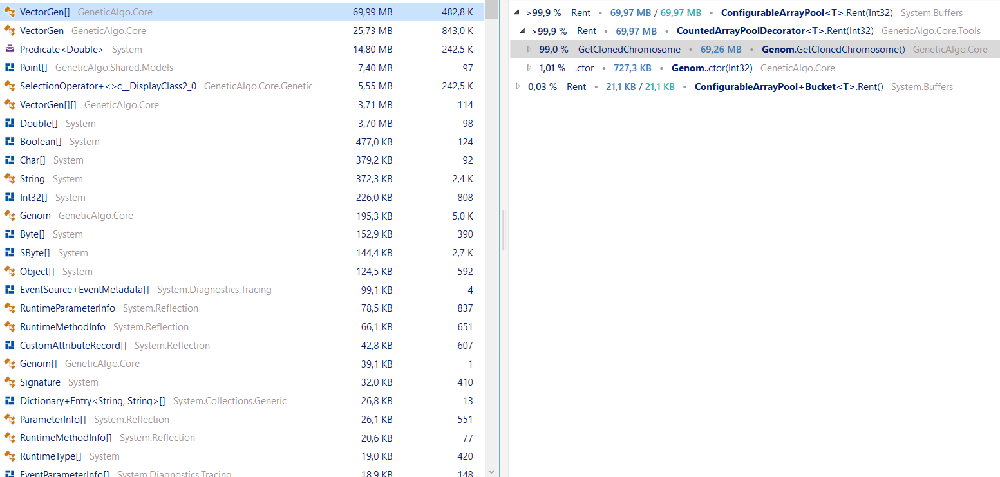 VectorGen[] GeneticAlgo.Core 69,99 MB 482,8 K
VectorGen GeneticAlgo.Core 25,73 MB 843,0 K
Predicate<Double> System 14,80 MB 242,5 K
Point[] GeneticAlgo.Shared.Models 7,40 MB 97
SelectionOperator+<>c__DisplayClass2_0 GeneticAlgo.Core.Genetic 5,55 MB 242,5 K
VectorGen[][] GeneticAlgo.Core 3,71 MB 114
Double[] System 3,70 MB 98
Boolean[] System 477,0 KB 124
Char[] System 379,2 KB 92
String System 372,3 KB 2,4 K
Int32[] System 226,0 KB 808
Genom GeneticAlgo.Core 195,3 KB 5,0 K
Byte[] System 152,9 KB 390
SByte[] System 144,4 KB 2,7 K
Object[] System 124,5 KB 592
EventSource+EventMetadata[] System.Diagnostics.Tracing 99,1 KB 4
RuntimeParameterInfo System.Reflection 78,5 KB 837
RuntimeMethodInfo System.Reflection 66,1 KB 651
CustomAttributeRecord[] System.Reflection 42,8 KB 607
Genom[] GeneticAlgo.Core 39,1 KB 1
Signature System 32,0 KB 410
Dictionary+Entry<String, String>[] System.Collections.Generic 26,8 KB 13
ParameterInfo[] System.Reflection 26,1 KB 551
RuntimeMethodInfo[] System.Reflection 20,6 KB 77
RuntimeType[] System 19,0 KB 420
EventParameterInfo[] System.Diagnostics.Tracing 18,9 KB 148
>99,9 % Rent • 69,97 MB / 69,97 MB • ConfigurableArrayPool<T>.Rent(Int32) System.Buffers
>99,9 % Rent • 69,97 MB • CountedArrayPoolDecorator<T>.Rent(Int32) GeneticAlgo.Core.Tools
99,0 % GetClonedChromosome • 69,26 MB • Genom.GetClonedChromosome() GeneticAlgo.Core
1,01 % .ctor • 727,3 KB • Genom..ctor(Int32) GeneticAlgo.Core
0,03 % Rent • 21,1 KB / 21,1 KB • ConfigurableArrayPool+Bucket<T>.Rent() System.Buffers